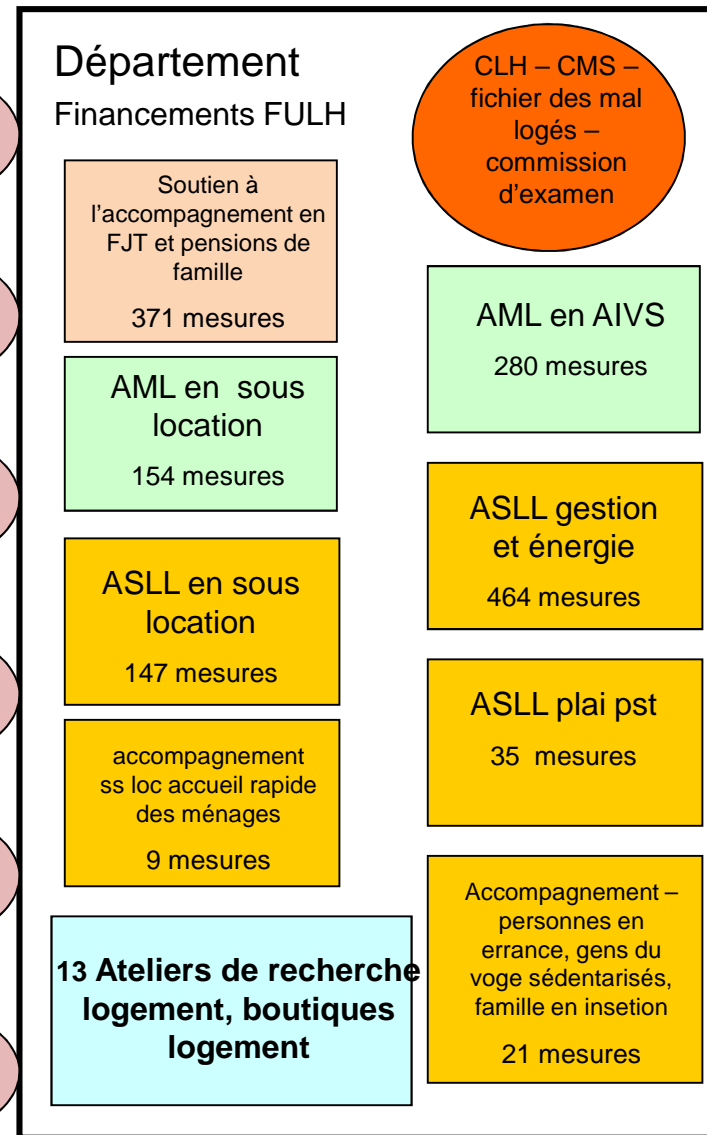 Département
Financements FULH
CLH – CMS –
fichier des mal
logés –
commission
d'examen
Soutien à
l'accompagnement en
FJT et pensions de
famille
371 mesures
AML en sous
location
154 mesures
ASLL en sous
location
147 mesures
accompagnement
ss loc accueil rapide
des ménages
9 mesures
13 Ateliers de recherche
logement, boutiques
logement
AML en AIVS
280 mesures
ASLL gestion
et énergie
464 mesures
ASLL plai pst
35 mesures
Accompagnement –
personnes en
errance, gens du
voge sédentarisés,
famille en insetion
21 mesures